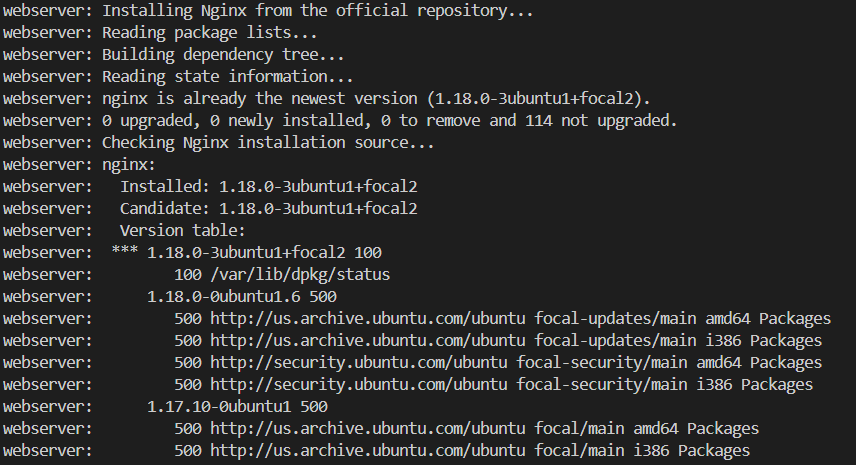 webserver: Installing Nginx from the official repository...
webserver: Reading package lists...
webserver: Building dependency tree...
webserver: Reading state information...
webserver: nginx is already the newest version (1.18.0-3ubuntu1+focal2).
webserver: 0 upgraded, 0 newly installed, 0 to remove and 114 not upgraded.
webserver: Checking Nginx installation source...
webserver: nginx:
webserver:   Installed: 1.18.0-3ubuntu1+focal2
webserver:   Candidate: 1.18.0-3ubuntu1+focal2
webserver:   Version table:
webserver:  *** 1.18.0-3ubuntu1+focal2 100
webserver:         100 /var/lib/dpkg/status
webserver:      1.18.0-0ubuntu1.6 500
webserver:         500 http://us.archive.ubuntu.com/ubuntu focal-updates/main amd64 Packages
webserver:         500 http://us.archive.ubuntu.com/ubuntu focal-updates/main i386 Packages
webserver:         500 http://security.ubuntu.com/ubuntu focal-security/main amd64 Packages
webserver:         500 http://security.ubuntu.com/ubuntu focal-security/main i386 Packages
webserver:      1.17.10-0ubuntu1 500
webserver:         500 http://us.archive.ubuntu.com/ubuntu focal/main amd64 Packages
webserver:         500 http://us.archive.ubuntu.com/ubuntu focal/main i386 Packages